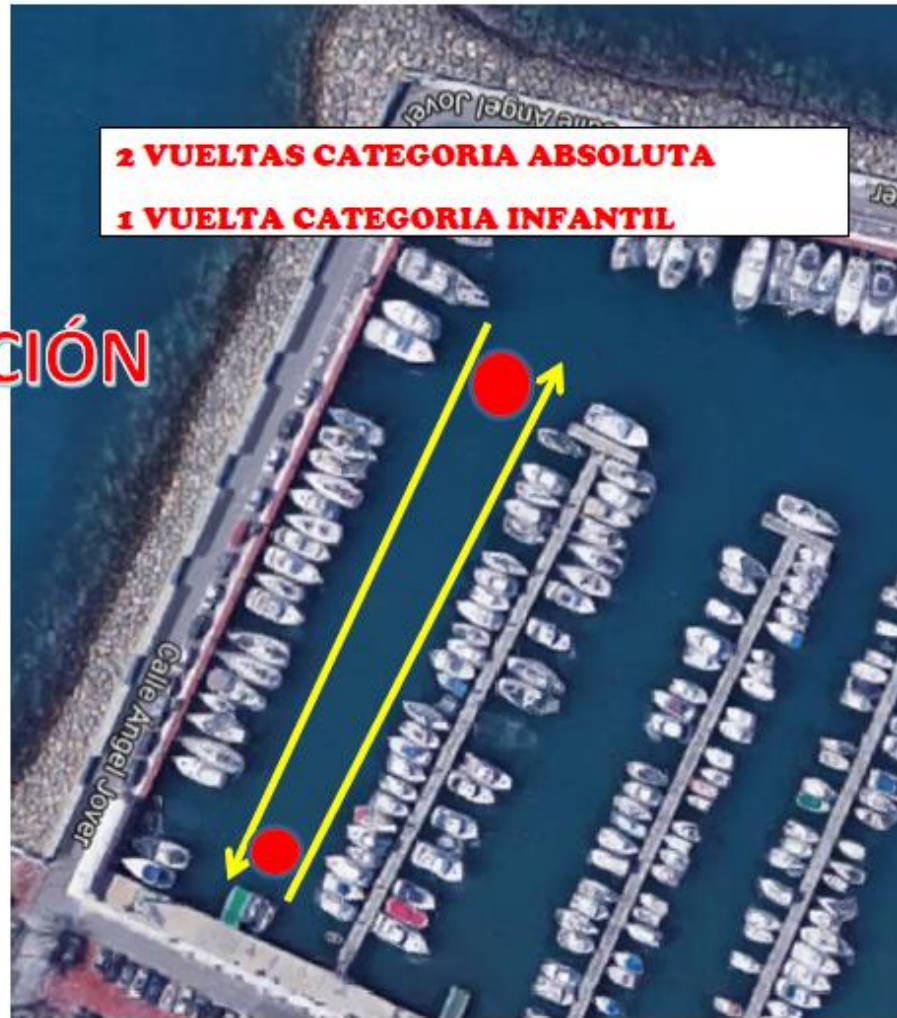 Calle Angel Jover
2 VUELTAS CATEGORIA ABSOLUTA
1 VUELTA CATEGORIA INFANTIL
CIÓN
Calle Angel Jover